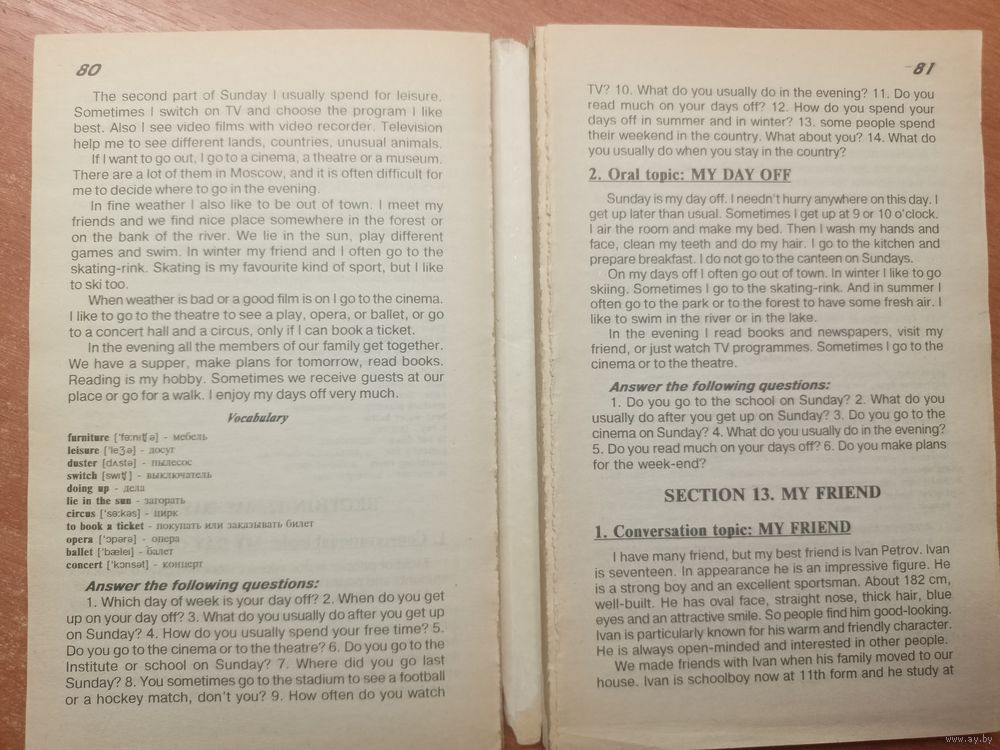 80
The second part of Sunday I usually spend for leisure.
Sometimes I switch on TV and choose the program I like
best. Also I see video films with video recorder. Television
help me to see different lands, countries, unusual animals.
If I want to go out, I go to a cinema, a theatre or a museum.
There are a lot of them in Moscow, and it is often difficult for
me to decide where to go in the evening.
In fine weather I also like to be out of town. I meet my
friends and we find nice place somewhere in the forest or
on the bank of the river. We lie in the sun, play different
games and swim. In winter my friend and I often go to the
skating-rink. Skating is my favourite kind of sport, but I like
to ski too.
When weather is bad or a good film is on I go to the cinema.
I like to go to the theatre to see a play, opera, or ballet, or go
to a concert hall and a circus, only if I can book a ticket.
In the evening all the members of our family get together.
We have a supper, make plans for tomorrow, read books.
Reading is my hobby. Sometimes we receive guests at our
place or go for a walk. I enjoy my days off very much.
Vocabulary
furniture ['fə:nıʧə] - мебель
leisure ['leʒə] - досуг
duster [dʌstə] - пылесос
switch [swıʧ] - выключатель
doing up - дела
lie in the sun - загорать
circus ['sə:kəs] - цирк
to book a ticket - покупать или заказывать билет
opera ['ɔpərə] - опера
ballet ['bæleı] - балет
concert ['kɔnsət] - концерт
Answer the following questions:
1. Which day of week is your day off? 2. When do you get
up on your day off? 3. What do you usually do after you get up
on Sunday? 4. How do you usually spend your free time? 5.
Do you go to the cinema or to the theatre? 6. Do you go to the
Institute or school on Sunday? 7. Where did you go last
Sunday? 8. You sometimes go to the stadium to see a football
or a hockey match, don't you? 9. How often do you watch
81
TV? 10. What do you usually do in the evening? 11. Do you
read much on your days off? 12. How do you spend your
days off in summer and in winter? 13. some people spend
their weekend in the country. What about you? 14. What do
you usually do when you stay in the country?
2. Oral topic: MY DAY OFF
Sunday is my day off. I needn't hurry anywhere on this day. I
get up later than usual. Sometimes I get up at 9 or 10 o'clock.
I air the room and make my bed. Then I wash my hands and
face, clean my teeth and do my hair. I go to the kitchen and
prepare breakfast. I do not go to the canteen on Sundays.
On my days off I often go out of town. In winter I like to go
skiing. Sometimes I go to the skating-rink. And in summer I
often go to the park or to the forest to have some fresh air. I
like to swim in the river or in the lake.
In the evening I read books and newspapers, visit my
friend, or just watch TV programmes. Sometimes I go to the
cinema or to the theatre.
Answer the following questions:
1. Do you go to the school on Sunday? 2. What do you
usually do after you get up on Sunday? 3. Do you go to the
cinema on Sunday? 4. What do you usually do in the evening?
5. Do you read much on your days off? 6. Do you make plans
for the week-end?
SECTION 13. MY FRIEND
1. Conversation topic: MY FRIEND
I have many friend, but my best friend is Ivan Petrov. Ivan
is seventeen. In appearance he is an impressive figure. He
is a strong boy and an excellent sportsman. About 182 cm,
well-built. He has oval face, straight nose, thick hair, blue
eyes and an attractive smile. So people find him good-looking.
Ivan is particularly known for his warm and friendly character.
He is always open-minded and interested in other people.
We made friends with Ivan when his family moved to our
house. Ivan is schoolboy now at 11th form and he study at
www.ay.by